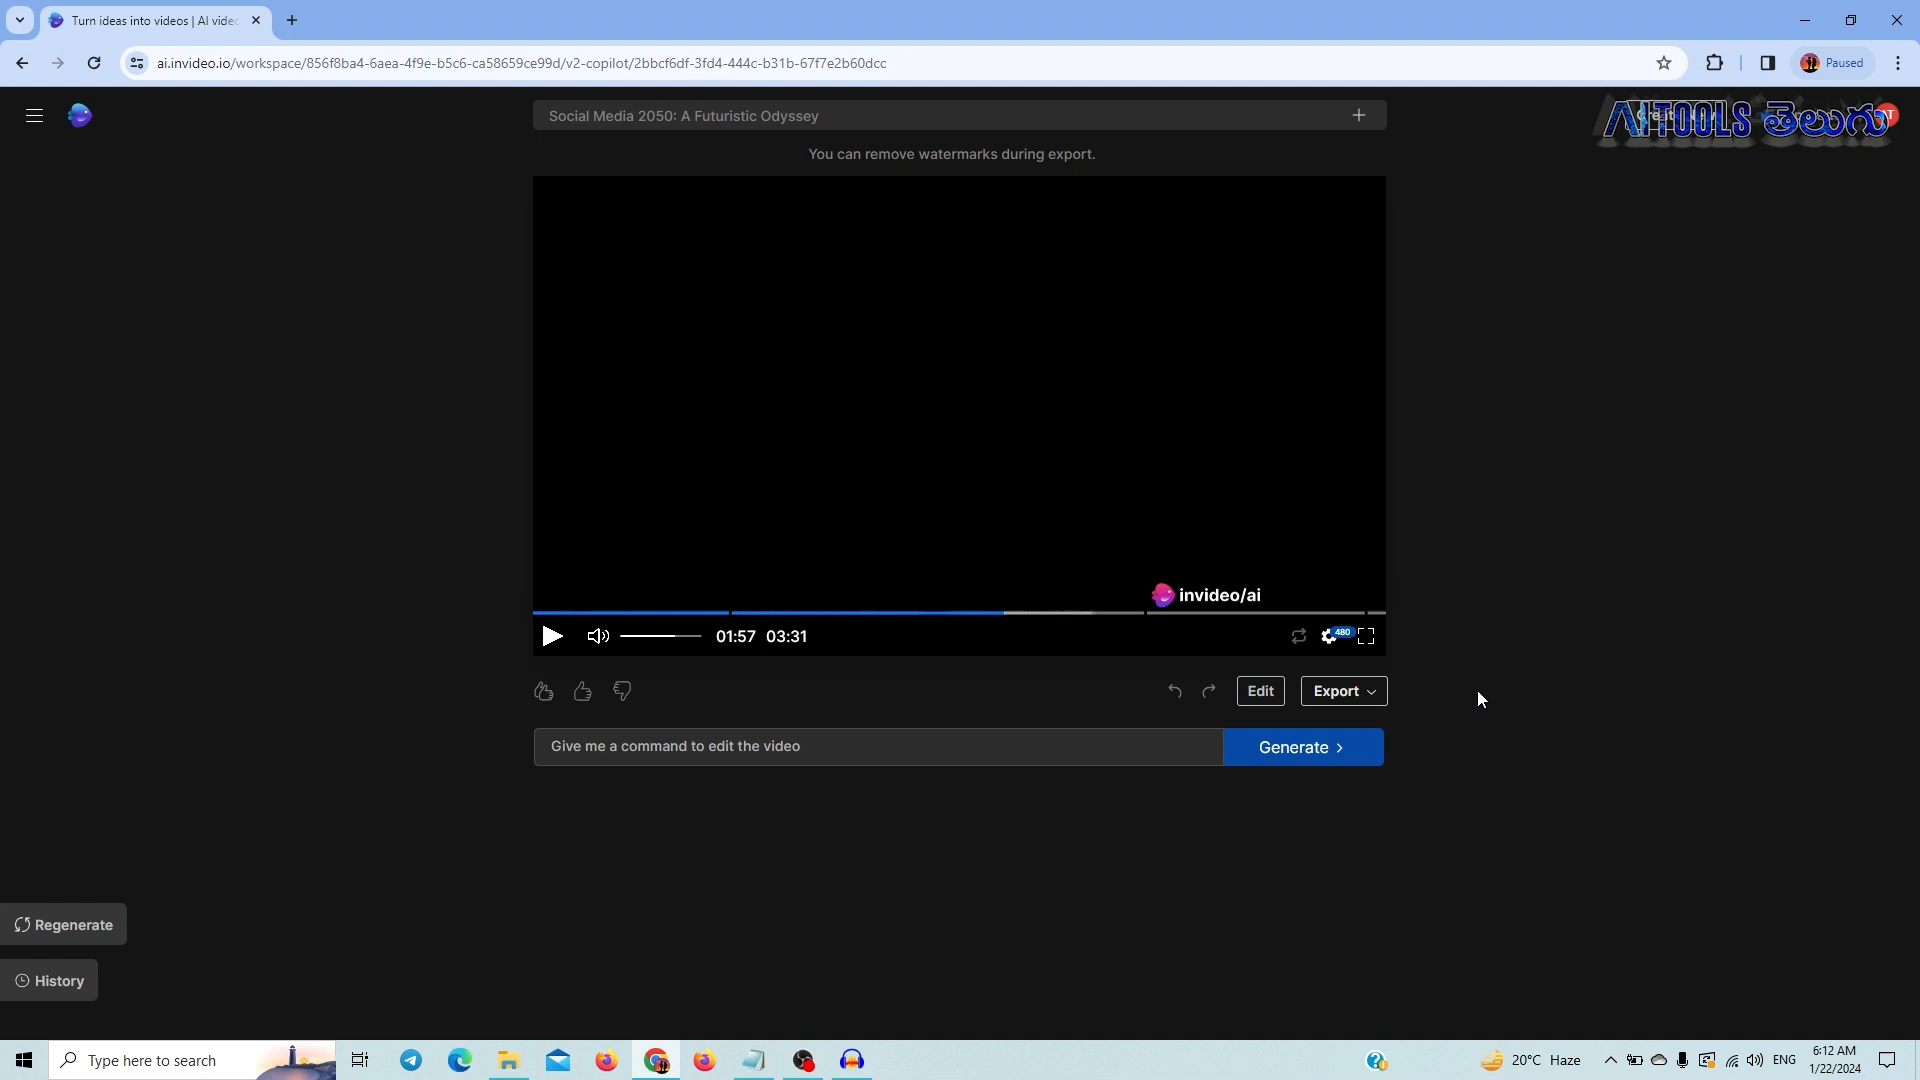 Turn ideas into videos | AI vide
ai.invideo.io/workspace/856f8ba4-6aea-4f9e-b5c6-ca58659ce99d/v2-copilot/2bbcf6df-3fd4-444c-b31b-67f7e2b60dcc
Paused
Social Media 2050: A Futuristic Odyssey
AI TOOLS తెలుగు
You can remove watermarks during export.
invideo/ai
01:57 03:31
480
Edit
Export
Give me a command to edit the video
Generate >
Regenerate
History
Type here to search
20°C Haze
ENG
6:12 AM
1/22/2024